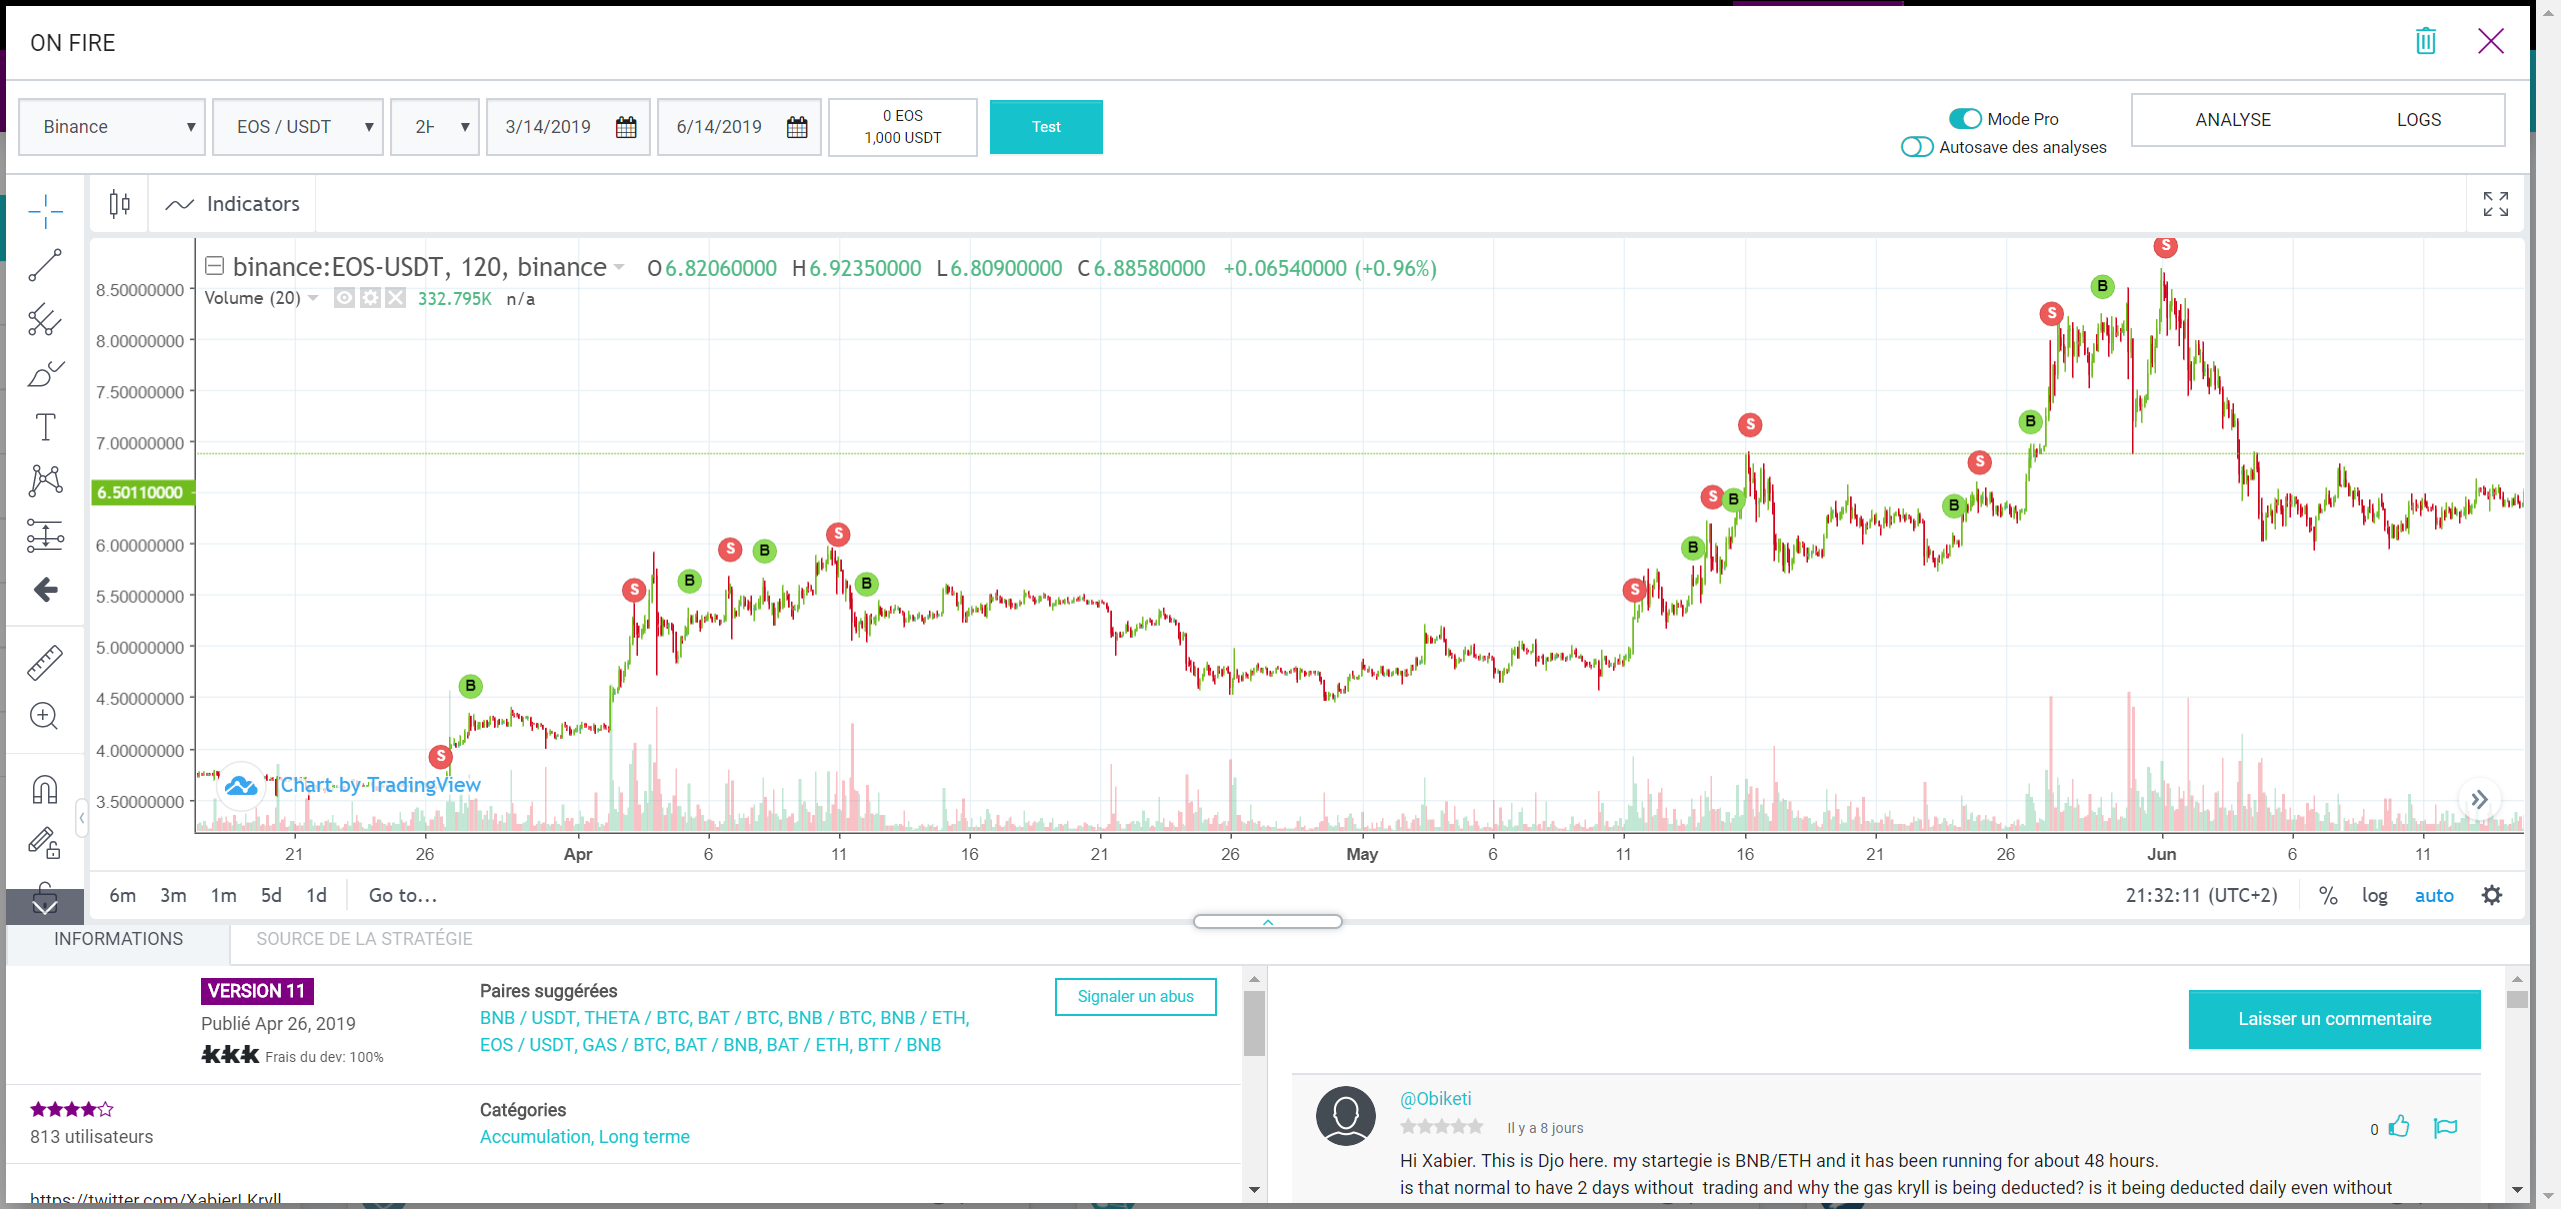 ON FIRE
Binance
EOS / USDT
2H
3/14/2019
6/14/2019
0 EOS
1,000 USDT
Test
Mode Pro
Autosave des analyses
ANALYSE
LOGS
Indicators
binance:EOS-USDT, 120, binance
O6.82060000 H6.92350000 L6.80900000 C6.88580000 +0.06540000 (+0.96%)
Volume (20) 332.795K n/a
8.50000000
8.00000000
7.50000000
7.00000000
6.50110000
6.00000000
5.50000000
5.00000000
4.50000000
4.00000000
3.50000000
S
B
S
B
S
B
S
B
S
B
S
B
S
B
S
B
S
B
S
Chart by TradingView
21 26 Apr 6 11 16 21 26 May 6 11 16 21 26 Jun 6 11
6m 3m 1m 5d 1d Go to...
21:32:11 (UTC+2) % log auto
INFORMATIONS
SOURCE DE LA STRATÉGIE
VERSION 11
Publié Apr 26, 2019
kkk Frais du dev: 100%
Paires suggérées
BNB / USDT, THETA / BTC, BAT / BTC, BNB / BTC, BNB / ETH,
EOS / USDT, GAS / BTC, BAT / BNB, BAT / ETH, BTT / BNB
Signaler un abus
813 utilisateurs
Catégories
Accumulation, Long terme
https://twitter.com/XabierLKryll
Laisser un commentaire
@Obiketi
Il y a 8 jours
0
Hi Xabier. This is Djo here. my startegie is BNB/ETH and it has been running for about 48 hours.
is that normal to have 2 days without trading and why the gas kryll is being deducted? is it being deducted daily even without